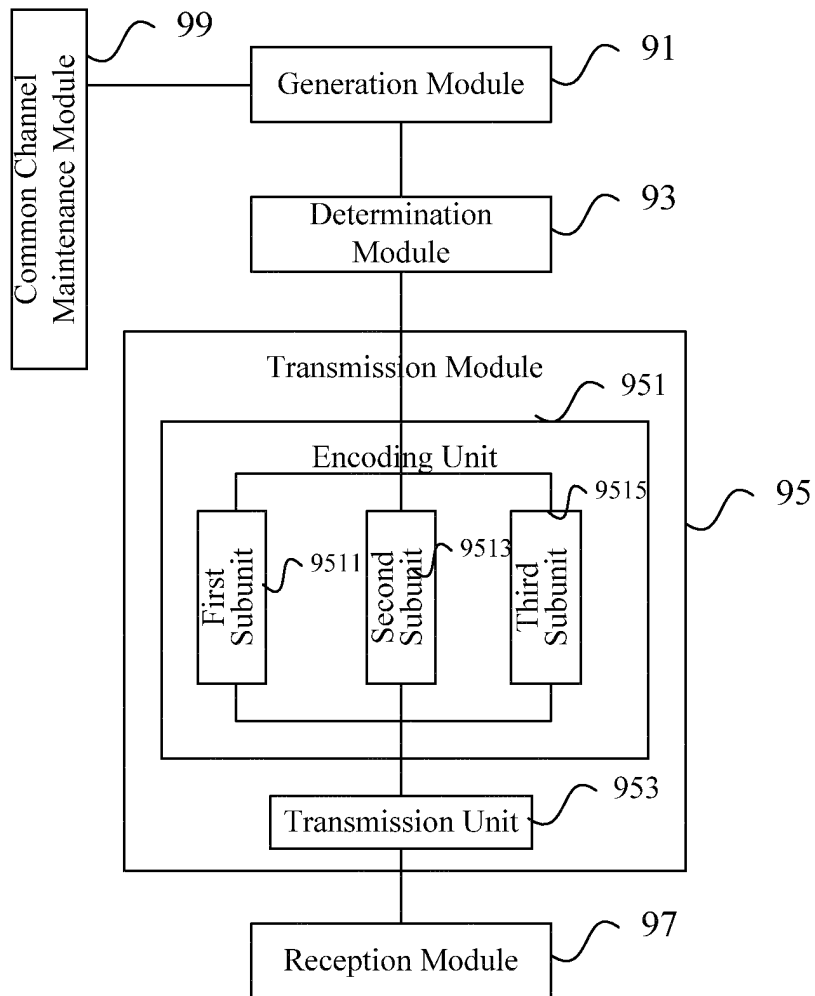 99
91
Common Channel
Maintenance Module
Generation Module
93
Determination
Module
Transmission Module
951
Encoding Unit
95
9515
9511
9513
First
Subunit
Second
Subunit
Third
Subunit
953
Transmission Unit
97
Reception Module